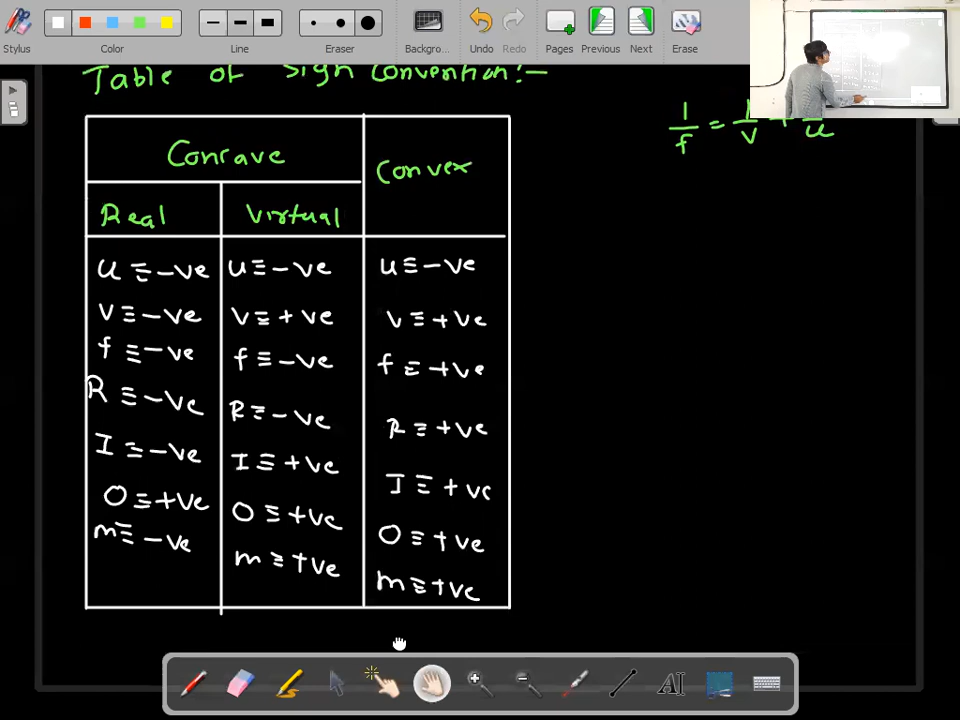 Stylus Color Line Eraser Backgro... Undo Redo Pages Previous Next Erase
Table of Sign Convention:-
1/f = 1/v + 1/u
Concave Convex
Real Virtual
u ≡ -ve u ≡ -ve u ≡ -ve
v ≡ -ve v ≡ +ve v ≡ +ve
f ≡ -ve f ≡ -ve f ≡ +ve
R ≡ -ve R ≡ -ve R ≡ +ve
I ≡ -ve I ≡ +ve I ≡ +ve
O ≡ +ve O ≡ +ve O ≡ +ve
m ≡ -ve m ≡ +ve m ≡ +ve
AI